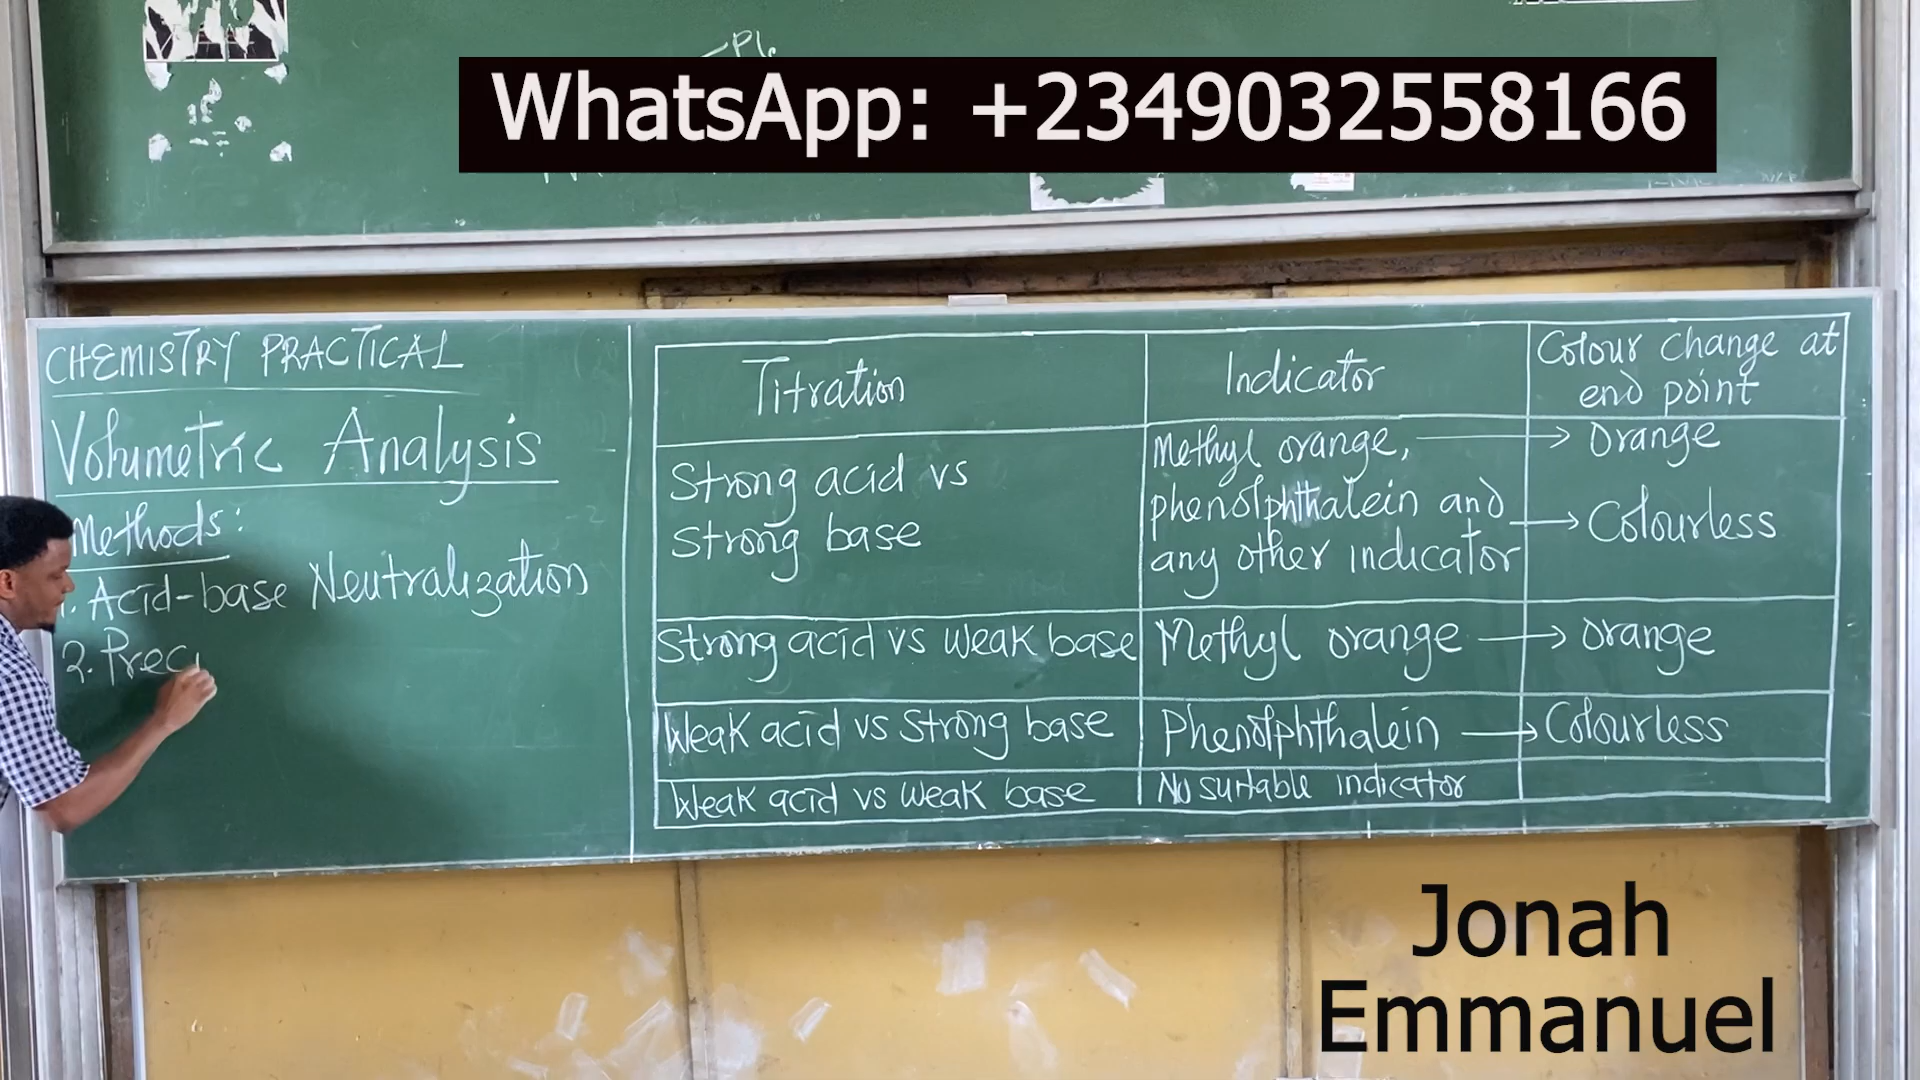 WhatsApp: +2349032558166
CHEMISTRY PRACTICAL
Volumetric Analysis
Methods:
1. Acid-base Neutralization
2. Preci
Titration
Indicator
Colour change at
end point
Strong acid vs
Strong base
Methyl orange,
phenolphthalein and
any other indicator
→ Orange
→ Colourless
Strong acid vs weak base
Methyl orange
→ Orange
Weak acid vs strong base
Phenolphthalein
→ Colourless
Weak acid vs weak base
No suitable indicator
Jonah
Emmanuel